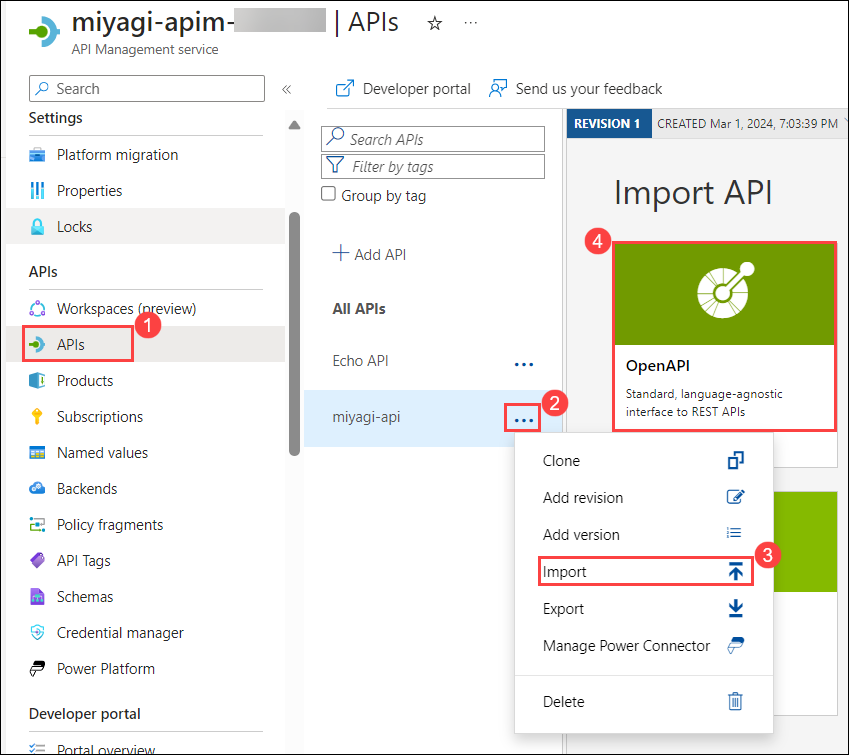 miyagi-apim- | APIs
API Management service
Search
Developer portal
Send us your feedback
Settings
Platform migration
Properties
Locks
APIs
Workspaces (preview)
1
APIs
Products
Subscriptions
Named values
Backends
Policy fragments
API Tags
Schemas
Credential manager
Power Platform
Developer portal
Portal overview
Search APIs
Filter by tags
Group by tag
Add API
All APIs
Echo API
miyagi-api
2
Clone
Add revision
Add version
Import
3
Export
Manage Power Connector
Delete
REVISION 1
CREATED Mar 1, 2024, 7:03:39 PM
Import API
4
OpenAPI
Standard, language-agnostic
interface to REST APIs